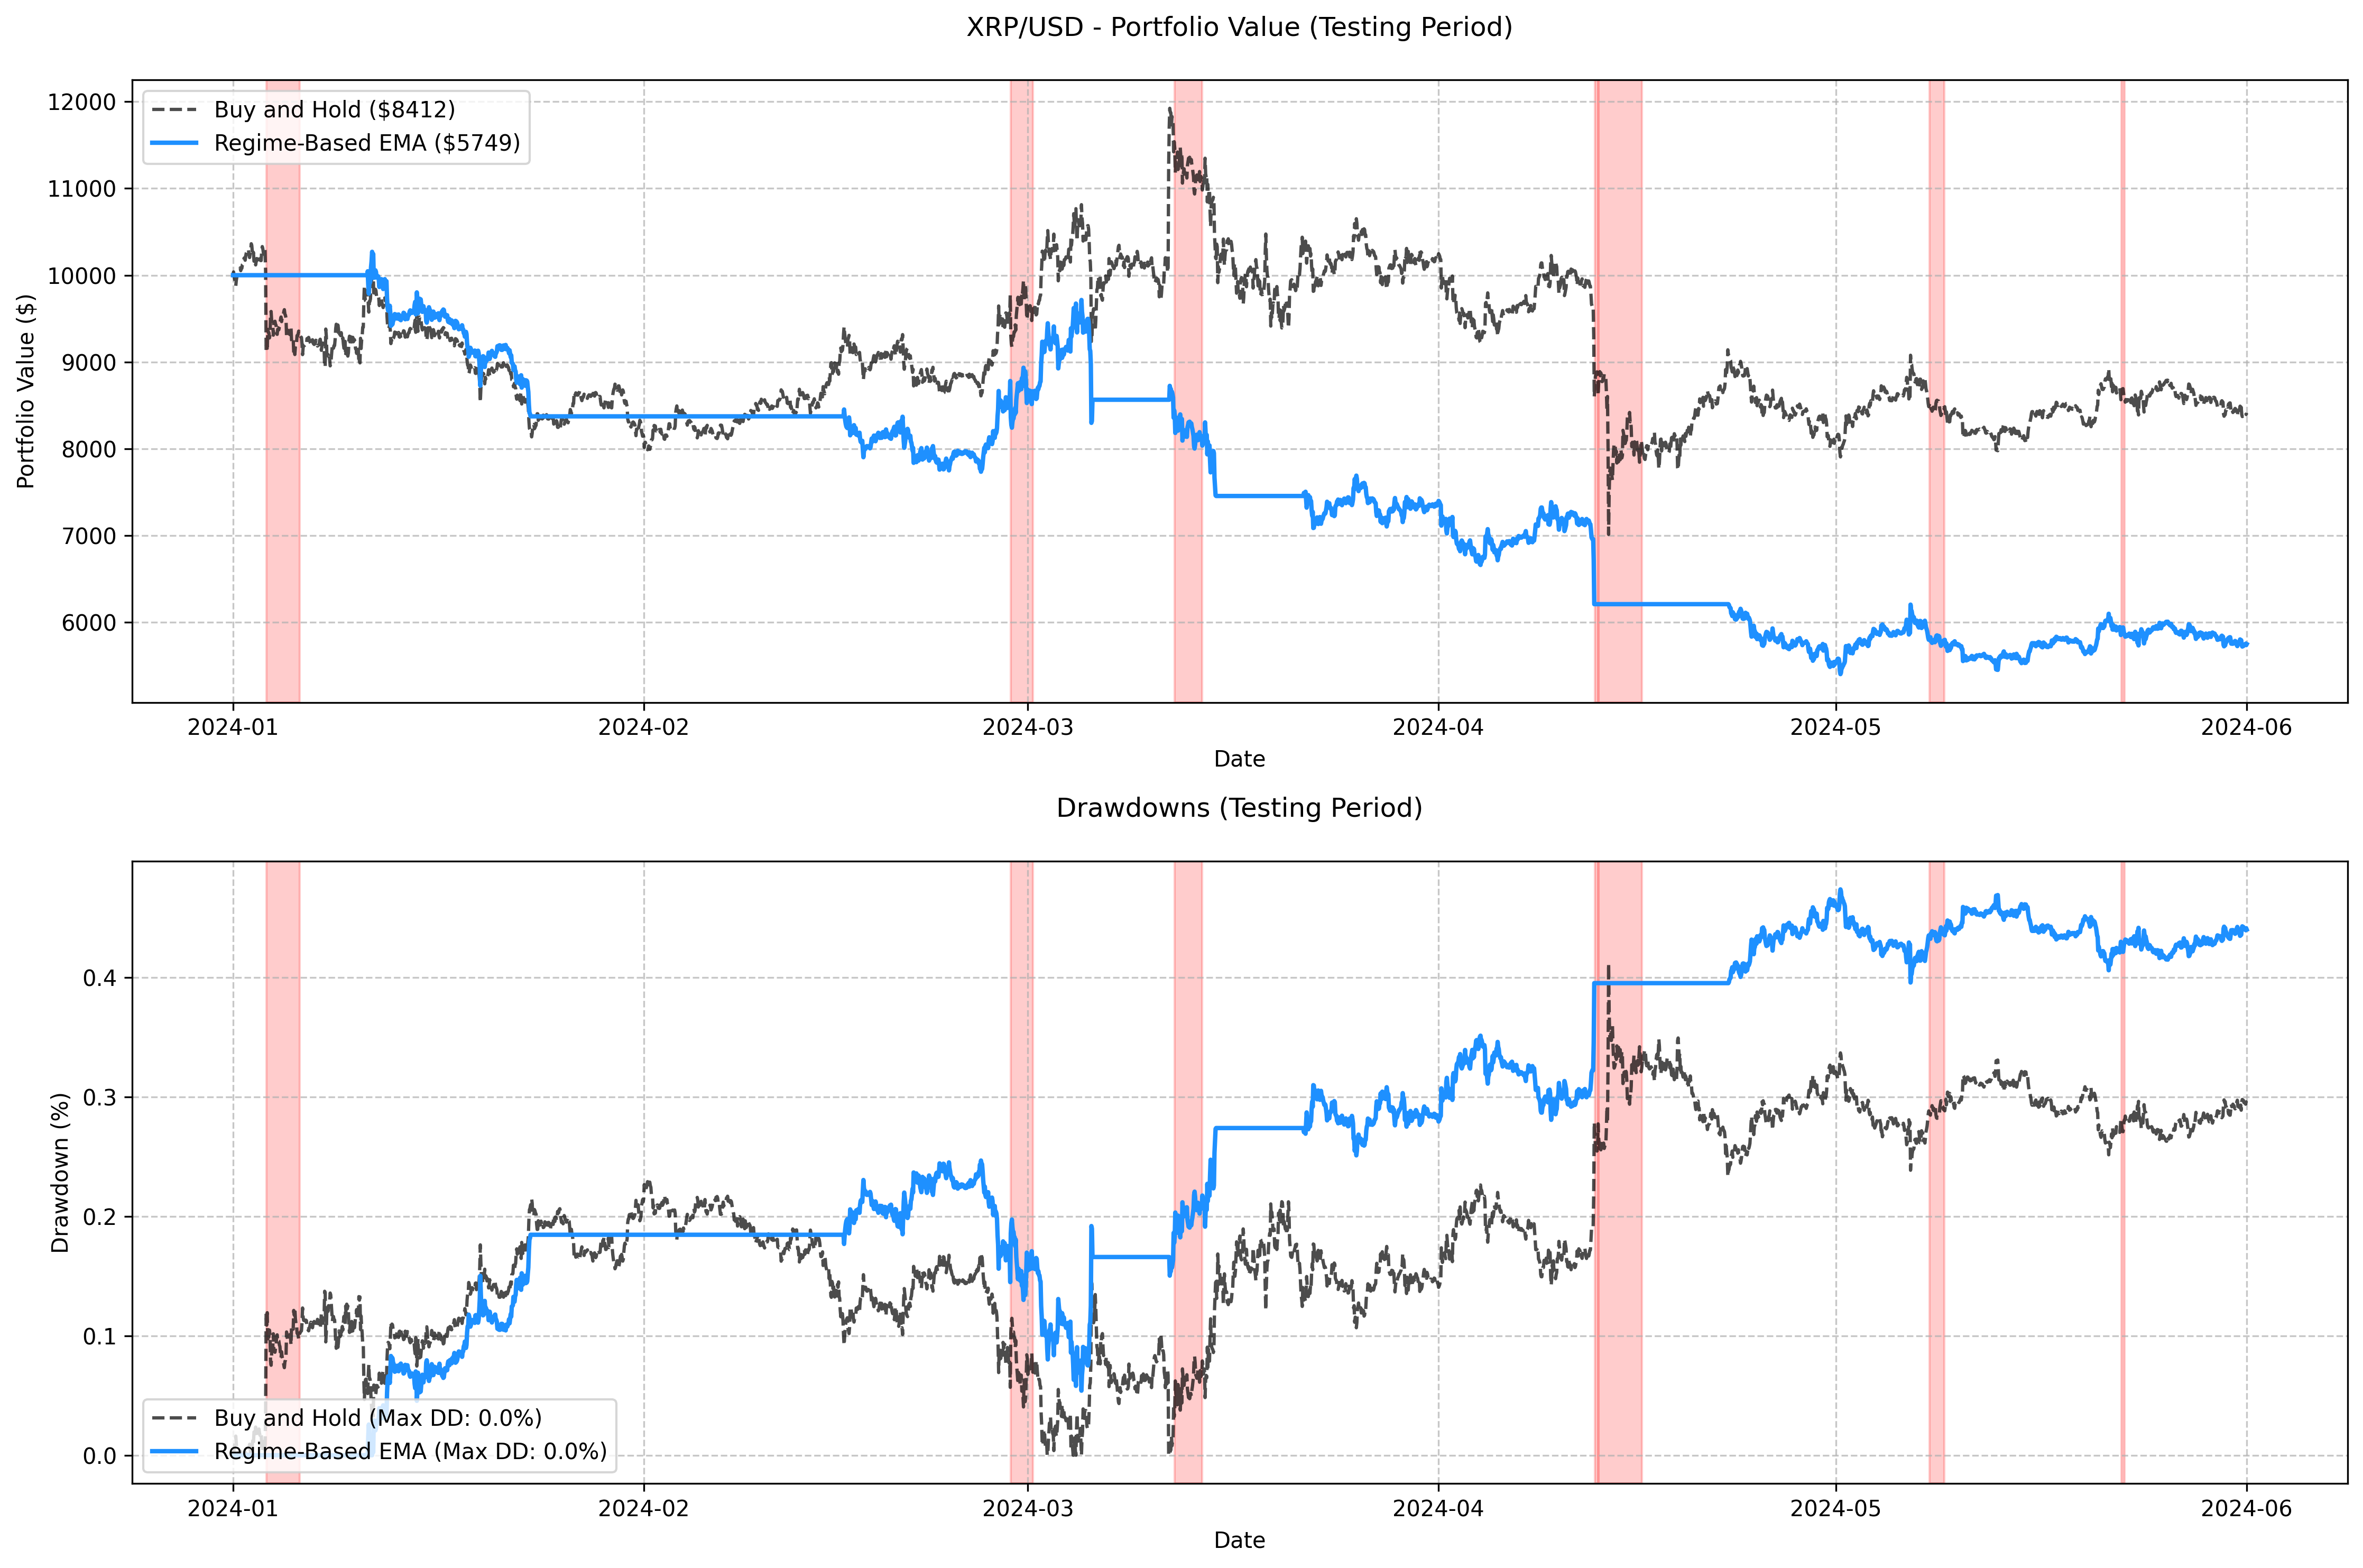 XRP/USD - Portfolio Value (Testing Period)
Portfolio Value ($)
12000
11000
10000
9000
8000
7000
6000
Buy and Hold ($8412)
Regime-Based EMA ($5749)
2024-01 2024-02 2024-03 2024-04 2024-05 2024-06
Date
Drawdowns (Testing Period)
Drawdown (%)
0.4
0.3
0.2
0.1
0.0
Buy and Hold (Max DD: 0.0%)
Regime-Based EMA (Max DD: 0.0%)
2024-01 2024-02 2024-03 2024-04 2024-05 2024-06
Date